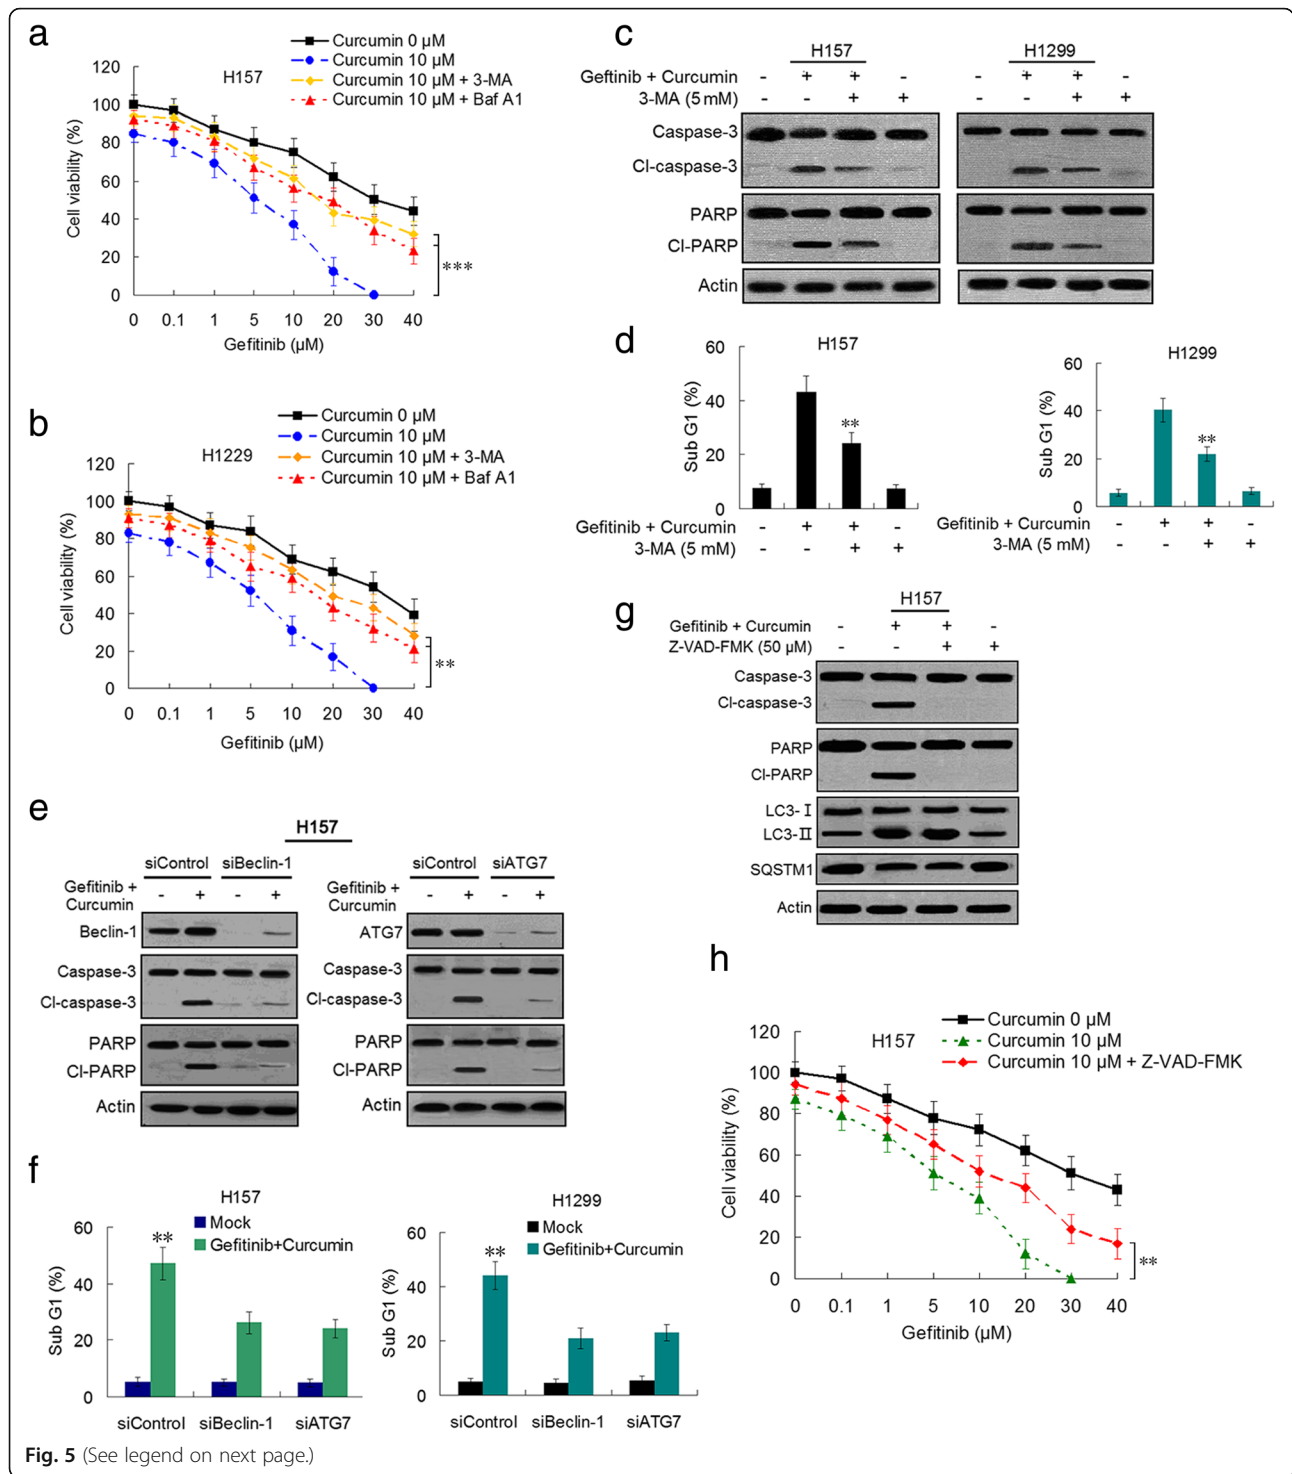 a
Curcumin 0 µM
Curcumin 10 µM
Curcumin 10 µM + 3-MA
Curcumin 10 µM + Baf A1
H157
Cell viability (%)
120
100
80
60
40
20
0
***
0 0.1 1 5 10 20 30 40
Gefitinib (µM)
b
Curcumin 0 µM
Curcumin 10 µM
Curcumin 10 µM + 3-MA
Curcumin 10 µM + Baf A1
H1229
Cell viability (%)
120
100
80
60
40
20
0
**
0 0.1 1 5 10 20 30 40
Gefitinib (µM)
c
H157 H1299
Geftinib + Curcumin - + + - - + + -
3-MA (5 mM) - - + + - - + +
Caspase-3
Cl-caspase-3
PARP
Cl-PARP
Actin
d
H157
Sub G1 (%)
60
40
20
0
**
Gefitinib + Curcumin - + + -
3-MA (5 mM) - - + +
H1299
Sub G1 (%)
60
40
20
0
**
Gefitinib + Curcumin - + + -
3-MA (5 mM) - - + +
e
H157
siControl siBeclin-1
Gefitinib +
Curcumin - + - +
Beclin-1
Caspase-3
Cl-caspase-3
PARP
Cl-PARP
Actin
siControl siATG7
Gefitinib +
Curcumin - + - +
ATG7
Caspase-3
Cl-caspase-3
PARP
Cl-PARP
Actin
f
H157
Mock
Gefitinib+Curcumin
Sub G1 (%)
60
40
20
0
**
siControl siBeclin-1 siATG7
H1299
Mock
Gefitinib+Curcumin
Sub G1 (%)
60
40
20
0
**
siControl siBeclin-1 siATG7
g
H157
Gefitinib + Curcumin - + + -
Z-VAD-FMK (50 µM) - - + +
Caspase-3
Cl-caspase-3
PARP
Cl-PARP
LC3-Ⅰ
LC3-Ⅱ
SQSTM1
Actin
h
Curcumin 0 µM
Curcumin 10 µM
Curcumin 10 µM + Z-VAD-FMK
H157
Cell viability (%)
120
100
80
60
40
20
0
**
0 0.1 1 5 10 20 30 40
Gefitinib (µM)
Fig. 5 (See legend on next page.)